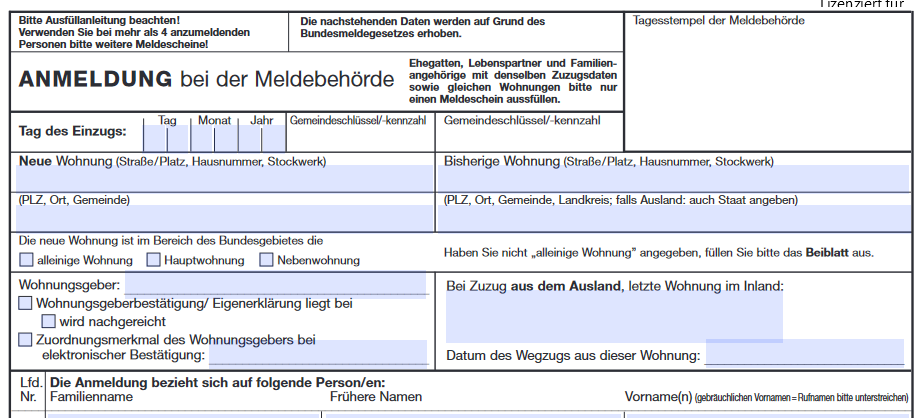 Lizenziert für
Bitte Ausfüllanleitung beachten!
Verwenden Sie bei mehr als 4 anzumeldenden
Personen bitte weitere Meldescheine!
Die nachstehenden Daten werden auf Grund des
Bundesmeldegesetzes erhoben.
Tagesstempel der Meldebehörde
ANMELDUNG bei der Meldebehörde
Ehegatten, Lebenspartner und Familien-
angehörige mit denselben Zuzugsdaten
sowie gleichen Wohnungen bitte nur
einen Meldeschein aussfüllen.
Tag des Einzugs:
Tag Monat Jahr
Gemeindeschlüssel/-kennzahl
Gemeindeschlüssel/-kennzahl
Neue Wohnung (Straße/Platz, Hausnummer, Stockwerk)
Bisherige Wohnung (Straße/Platz, Hausnummer, Stockwerk)
(PLZ, Ort, Gemeinde)
(PLZ, Ort, Gemeinde, Landkreis; falls Ausland: auch Staat angeben)
Die neue Wohnung ist im Bereich des Bundesgebietes die
alleinige Wohnung Hauptwohnung Nebenwohnung
Haben Sie nicht „alleinige Wohnung" angegeben, füllen Sie bitte das Beiblatt aus.
Wohnungsgeber:
Wohnungsgeberbestätigung/ Eigenerklärung liegt bei
wird nachgereicht
Zuordnungsmerkmal des Wohnungsgebers bei
elektronischer Bestätigung:
Bei Zuzug aus dem Ausland, letzte Wohnung im Inland:
Datum des Wegzugs aus dieser Wohnung:
Lfd.
Nr.
Die Anmeldung bezieht sich auf folgende Person/en:
Familienname
Frühere Namen
Vorname(n) (gebräuchlichen Vornamen = Rufnamen bitte unterstreichen)